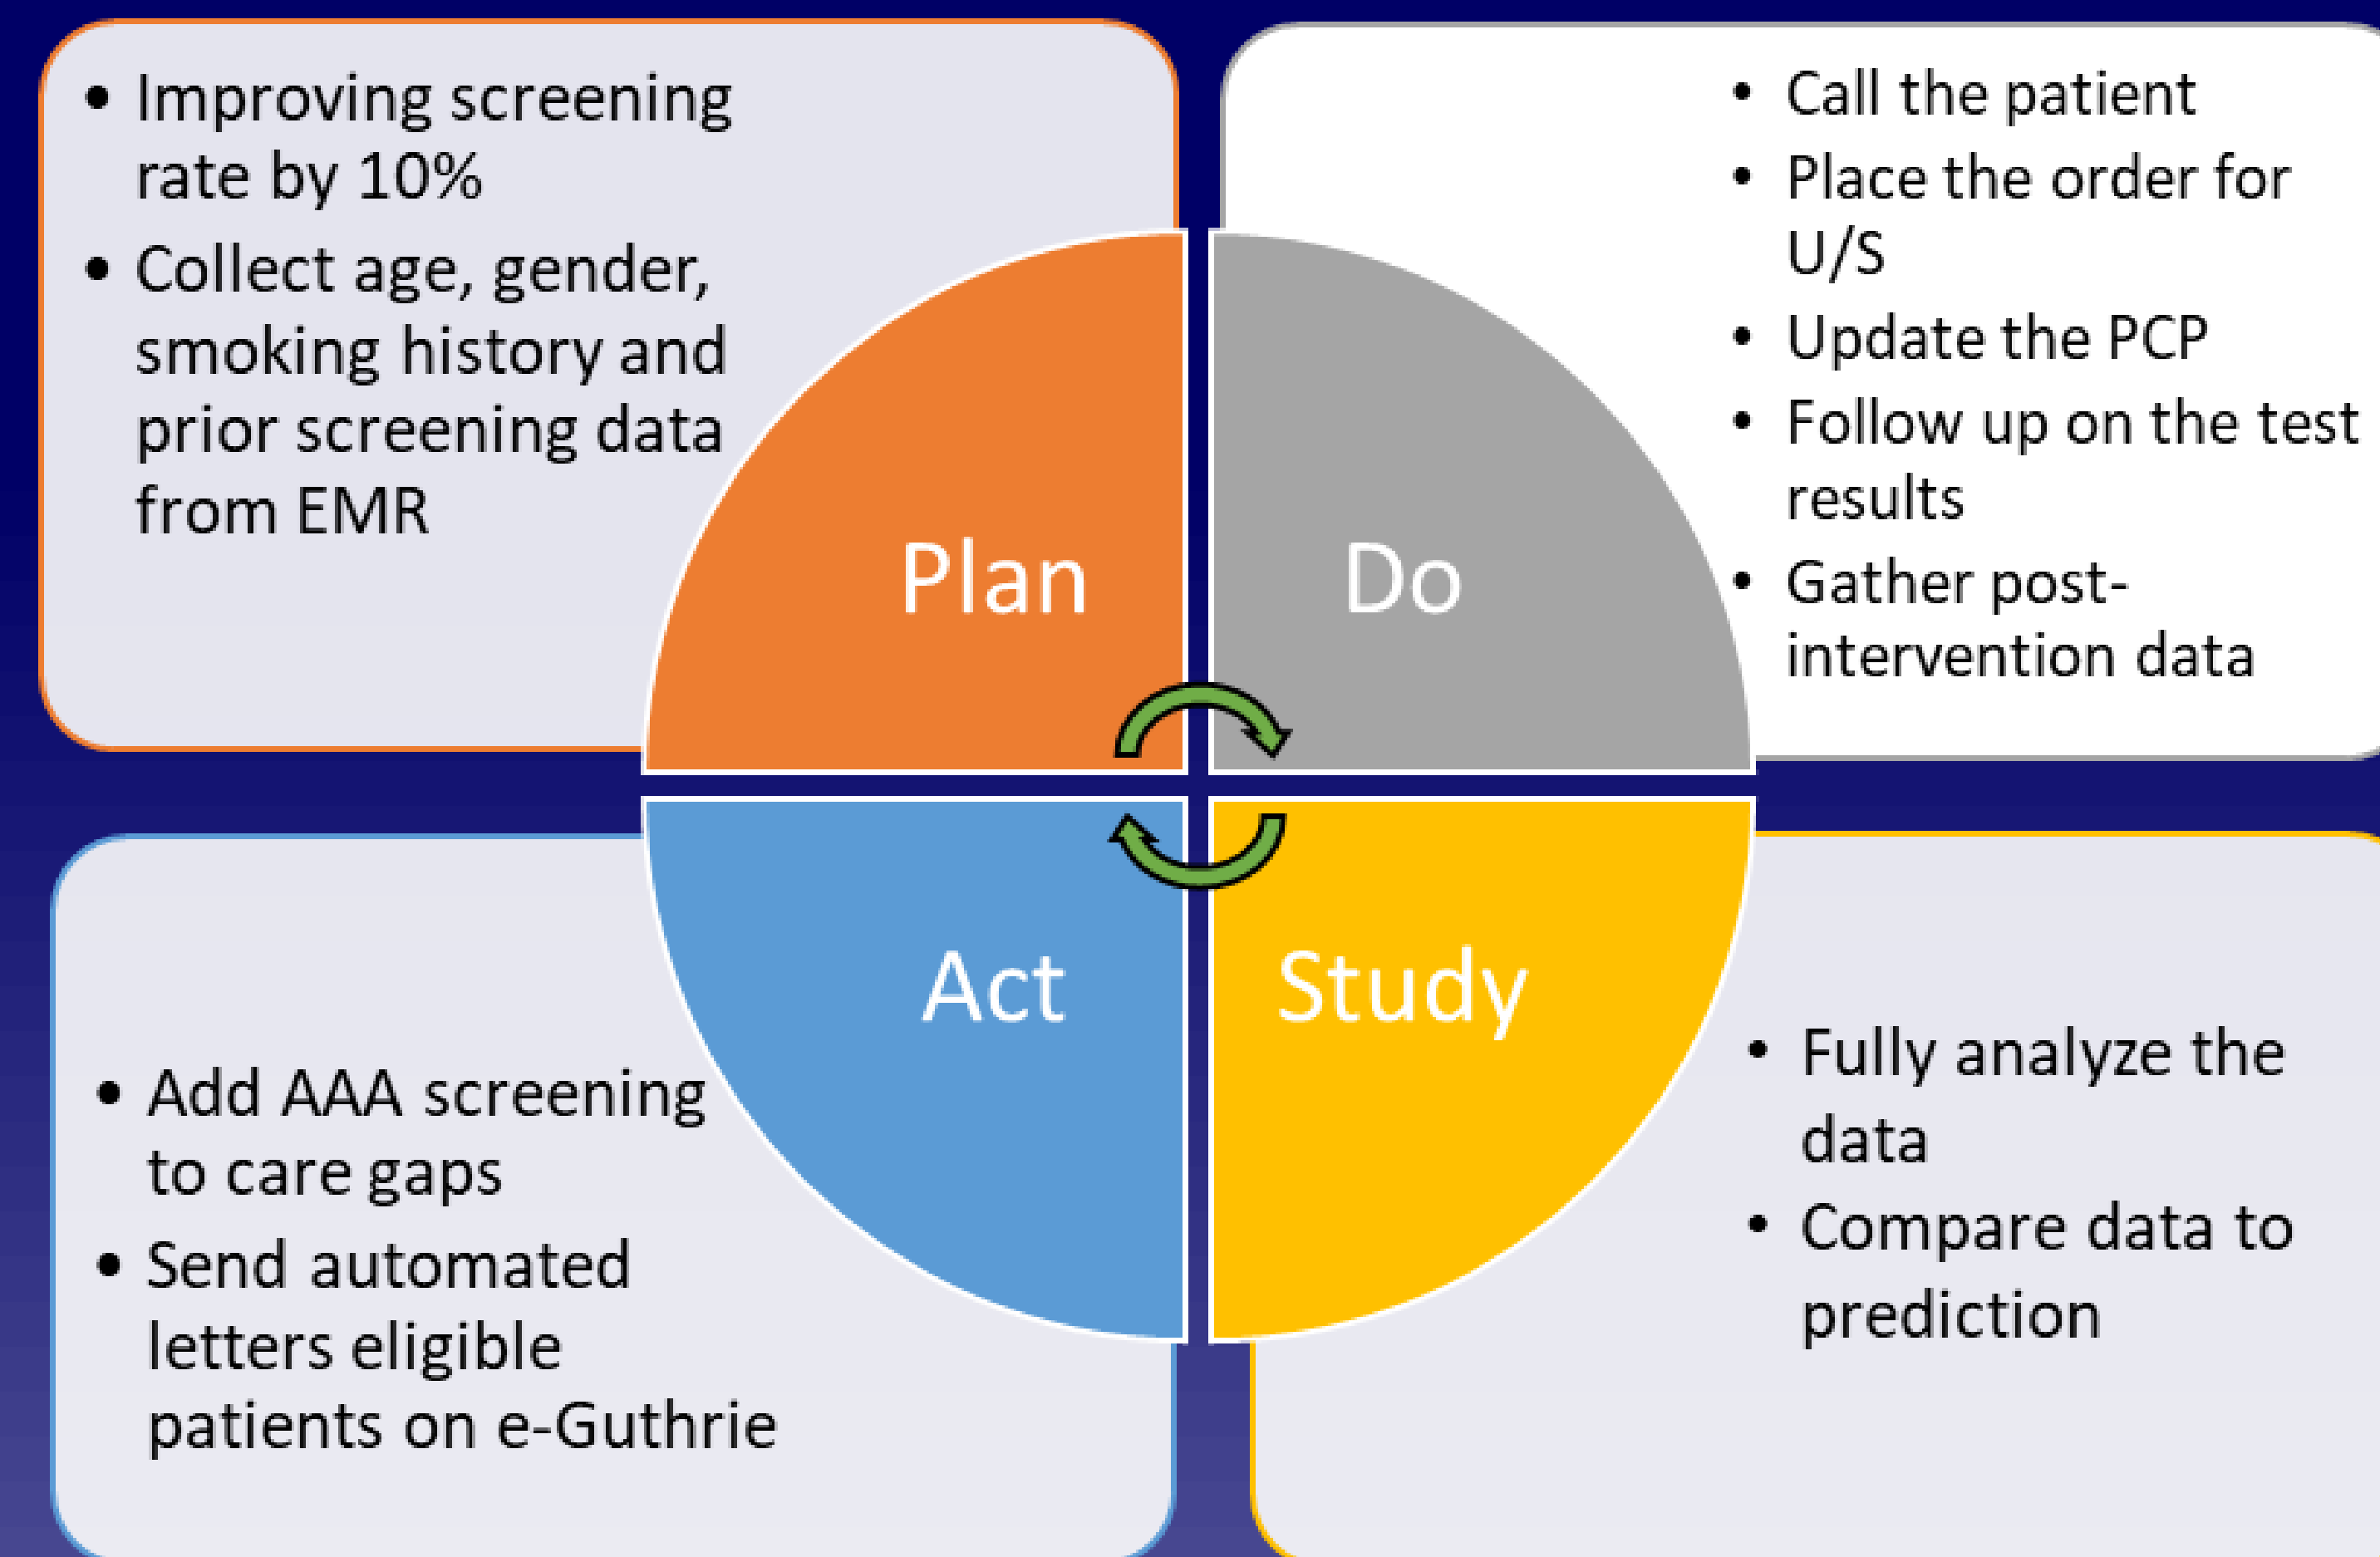 • Improving screening
rate by 10%
• Collect age, gender,
smoking history and
prior screening data
from EMR
Plan
• Call the patient
• Place the order for
U/S
• Update the PCP
• Follow up on the test
results
• Gather post-
intervention data
Do
• Add AAA screening
to care gaps
• Send automated
letters eligible
patients on e-Guthrie
Act
Study
• Fully analyze the
data
• Compare data to
prediction